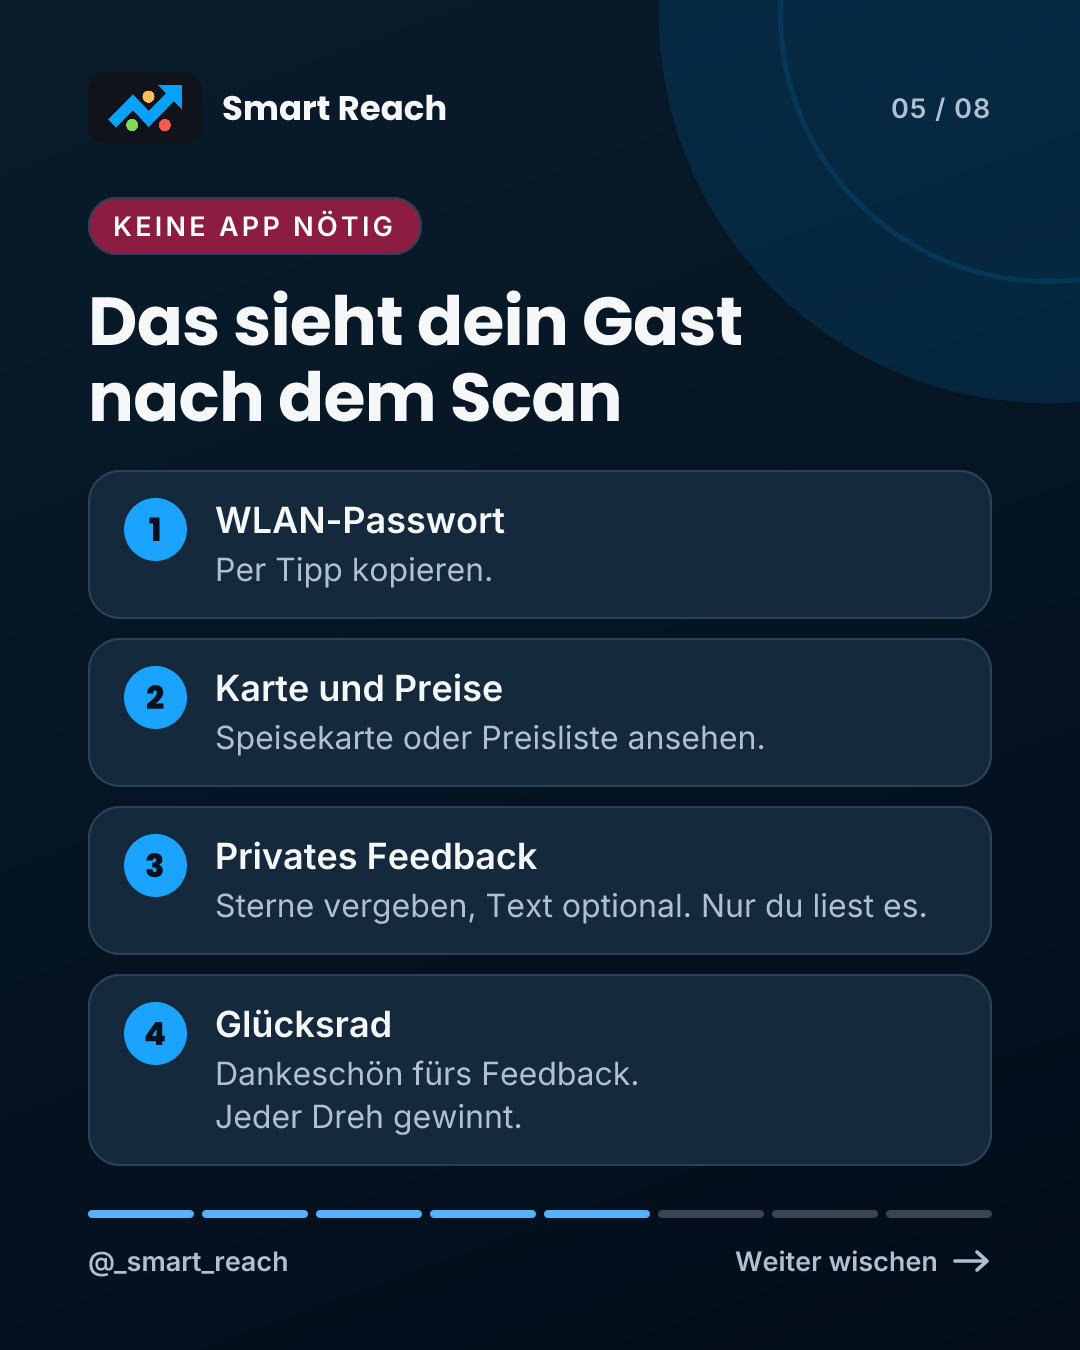 Smart Reach
05 / 08
KEINE APP NÖTIG
Das sieht dein Gast
nach dem Scan
1
WLAN-Passwort
Per Tipp kopieren.
2
Karte und Preise
Speisekarte oder Preisliste ansehen.
3
Privates Feedback
Sterne vergeben, Text optional. Nur du liest es.
4
Glücksrad
Dankeschön fürs Feedback.
Jeder Dreh gewinnt.
@_smart_reach
Weiter wischen →